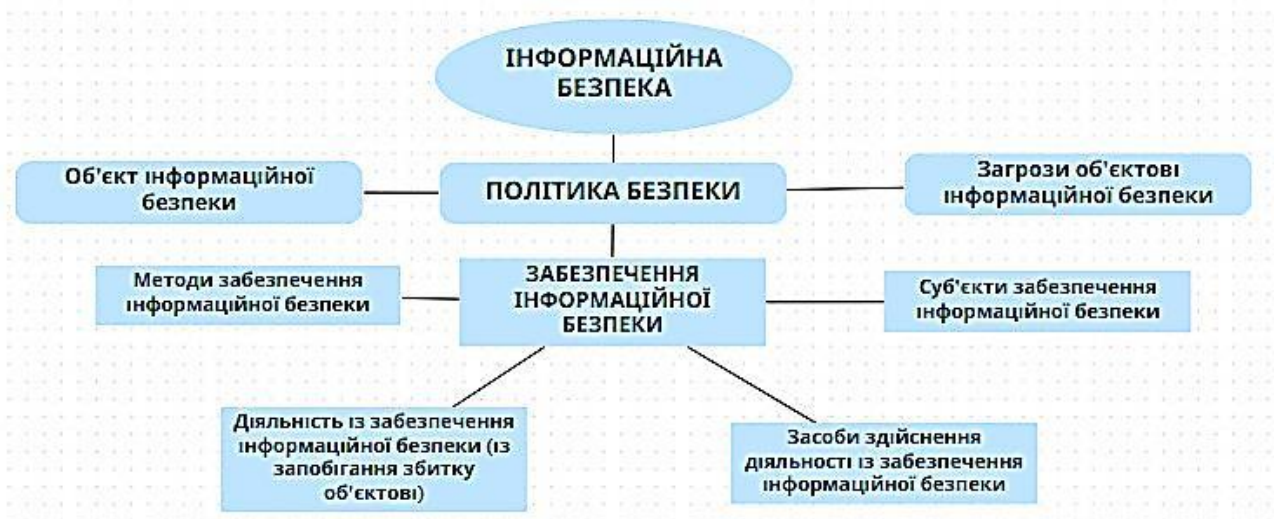 ІНФОРМАЦІЙНА
БЕЗПЕКА
Об'єкт інформаційної
безпеки
ПОЛІТИКА БЕЗПЕКИ
Загрози об'єктові
інформаційної безпеки
Методи забезпечення
інформаційної безпеки
ЗАБЕЗПЕЧЕННЯ
ІНФОРМАЦІЙНОЇ
БЕЗПЕКИ
Суб'єкти забезпечення
інформаційної безпеки
Діяльність із забезпечення
інформаційної безпеки (із
запобігання збитку
об'єктові)
Засоби здійснення
діяльності із забезпечення
інформаційної безпеки